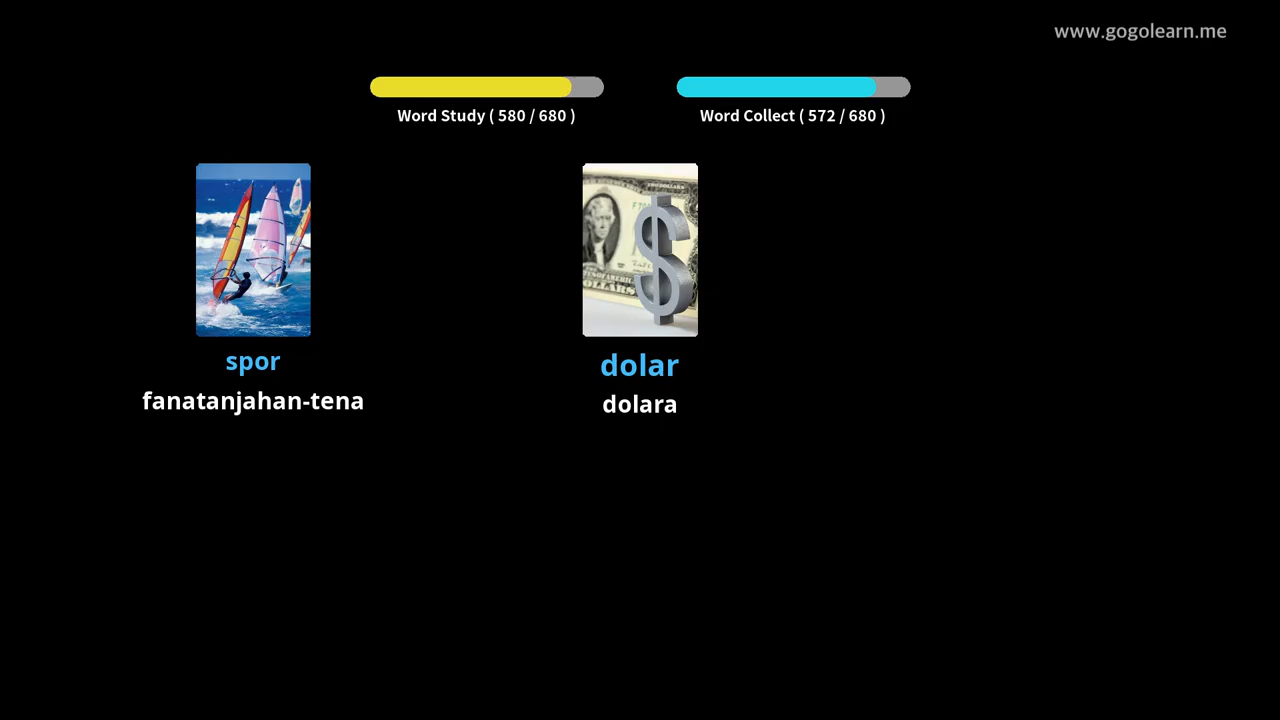 www.gogolearn.me
Word Study ( 580 / 680 )
Word Collect ( 572 / 680 )
spor
fanatanjahan-tena
dolar
dolara